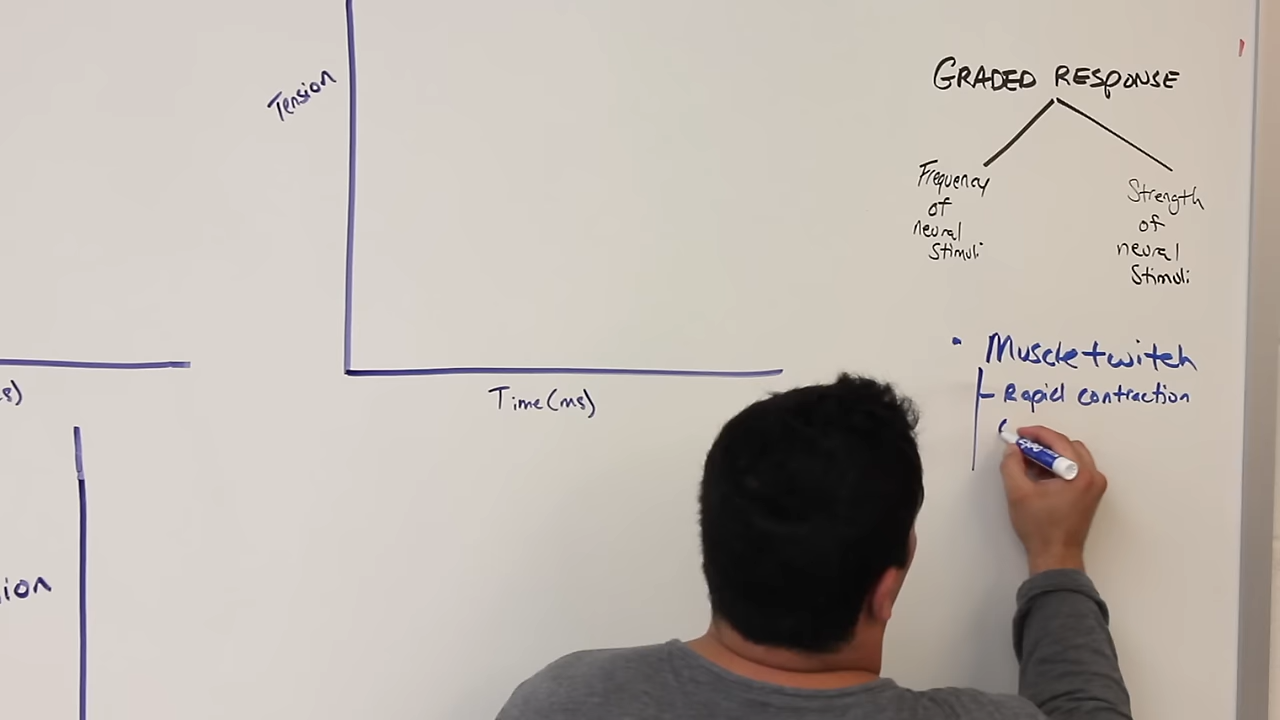 Tension
Time (ms)
s)
ion
GRADED RESPONSE
Frequency
of
neural
Stimuli
Strength
of
neural
Stimuli
• Muscle twitch
- Rapid contraction